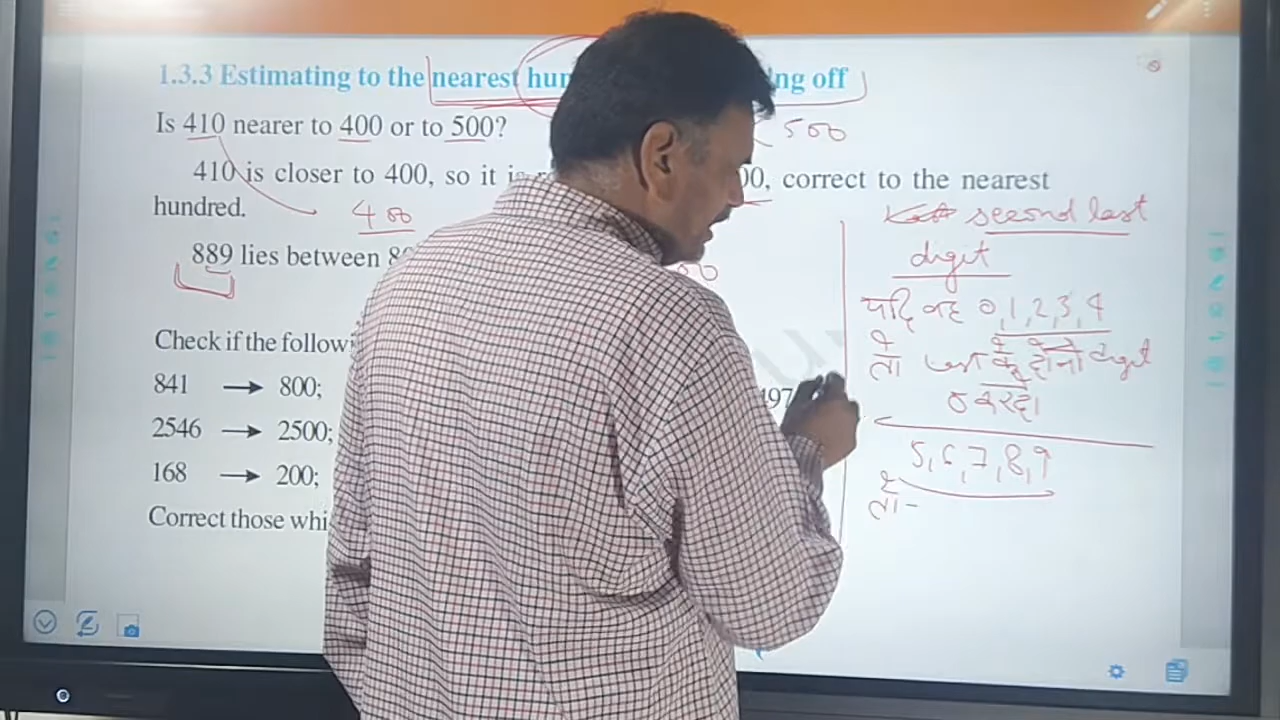 1.3.3 Estimating to the nearest hun ng off
Is 410 nearer to 400 or to 500?
500
410 is closer to 400, so it is 00, correct to the nearest
hundred.
400
second last
digit
889 lies between 8
00
यदि वह 0,1,2,3,4
तो last के दोनो digit
0 कर दो।
Check if the followi
841 → 800;
2546 → 2500;
168 → 200;
497
5,6,7,8,9
तो -
Correct those whi